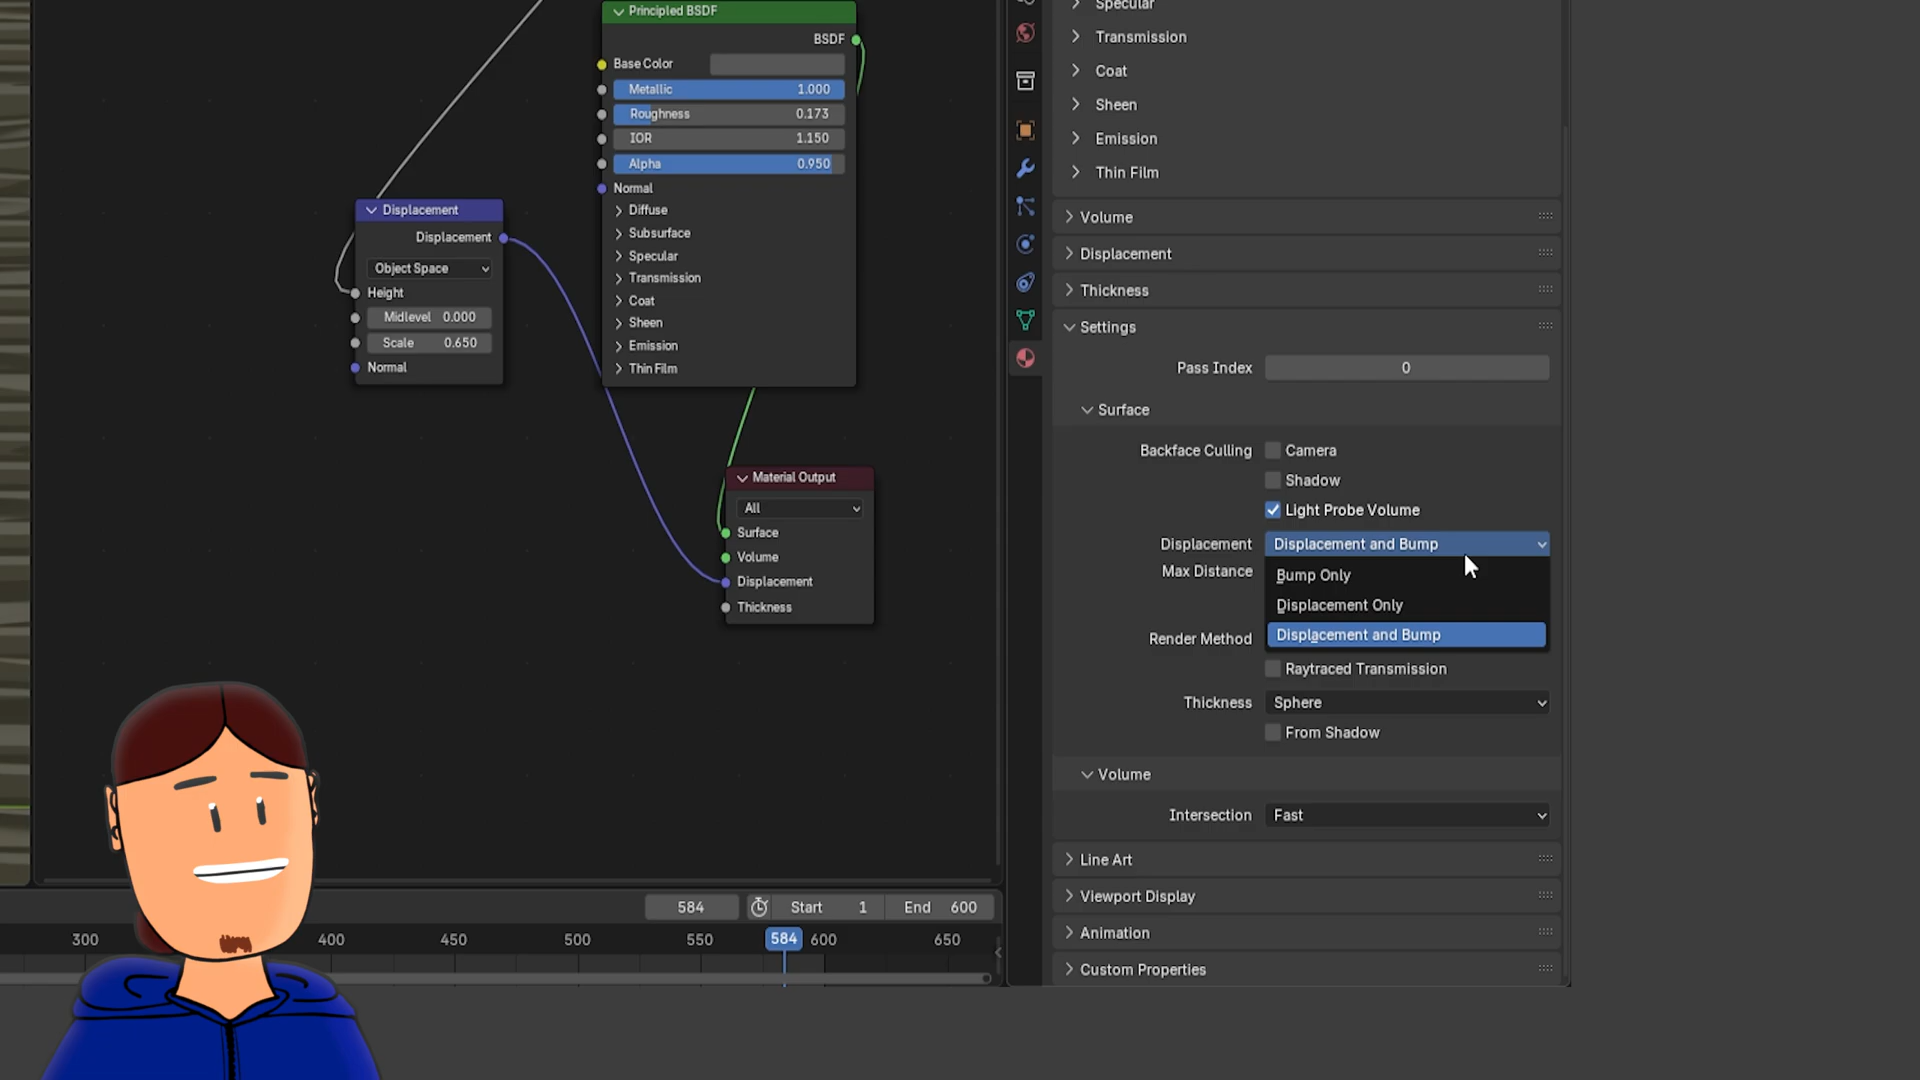 Principled BSDF
BSDF
Base Color
Metallic 1.000
Roughness 0.173
IOR 1.150
Alpha 0.950
Normal
Diffuse
Subsurface
Specular
Transmission
Coat
Sheen
Emission
Thin Film
Displacement
Displacement
Object Space
Height
Midlevel 0.000
Scale 0.650
Normal
Material Output
All
Surface
Volume
Displacement
Thickness
584
Start 1
End 600
300
400
450
500
550
584
600
650
Specular
Transmission
Coat
Sheen
Emission
Thin Film
Volume
Displacement
Thickness
Settings
Pass Index 0
Surface
Backface Culling Camera
Shadow
Light Probe Volume
Displacement Displacement and Bump
Max Distance
Bump Only
Displacement Only
Render Method
Displacement and Bump
Raytraced Transmission
Thickness Sphere
From Shadow
Volume
Intersection Fast
Line Art
Viewport Display
Animation
Custom Properties